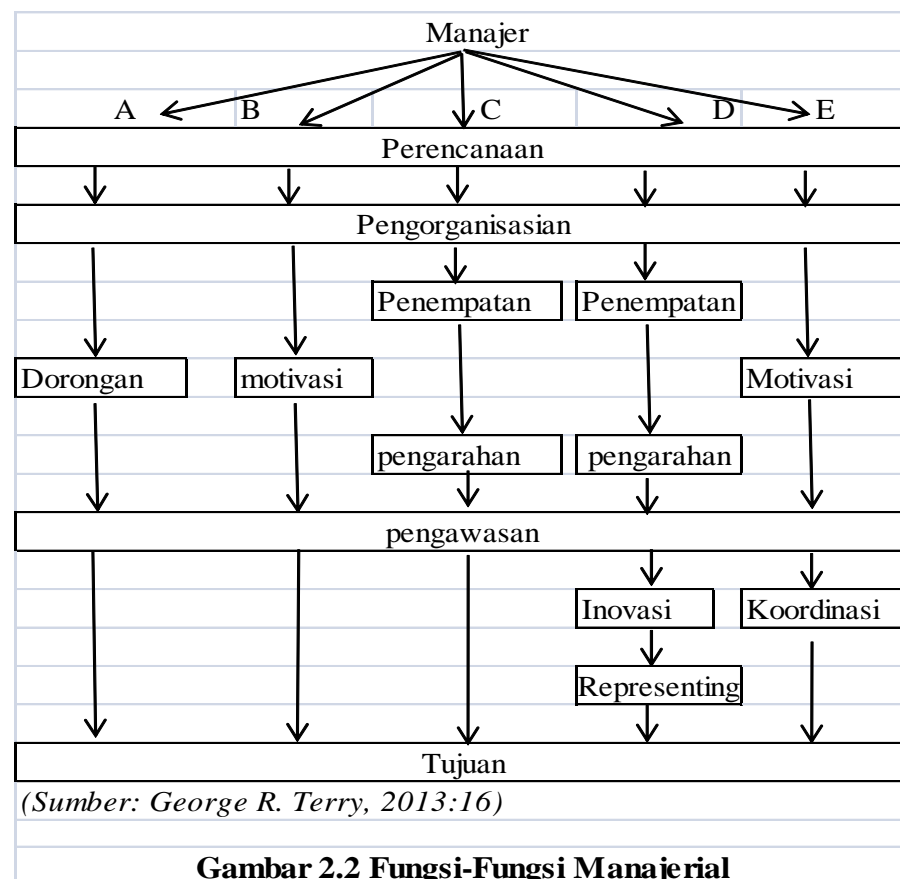 Manajer
A B C D E
Perencanaan
Pengorganisasian
Penempatan Penempatan
Dorongan motivasi Motivasi
pengarahan pengarahan
pengawasan
Inovasi Koordinasi
Representing
Tujuan
(Sumber: George R. Terry, 2013:16)
Gambar 2.2 Fungsi-Fungsi Manajerial